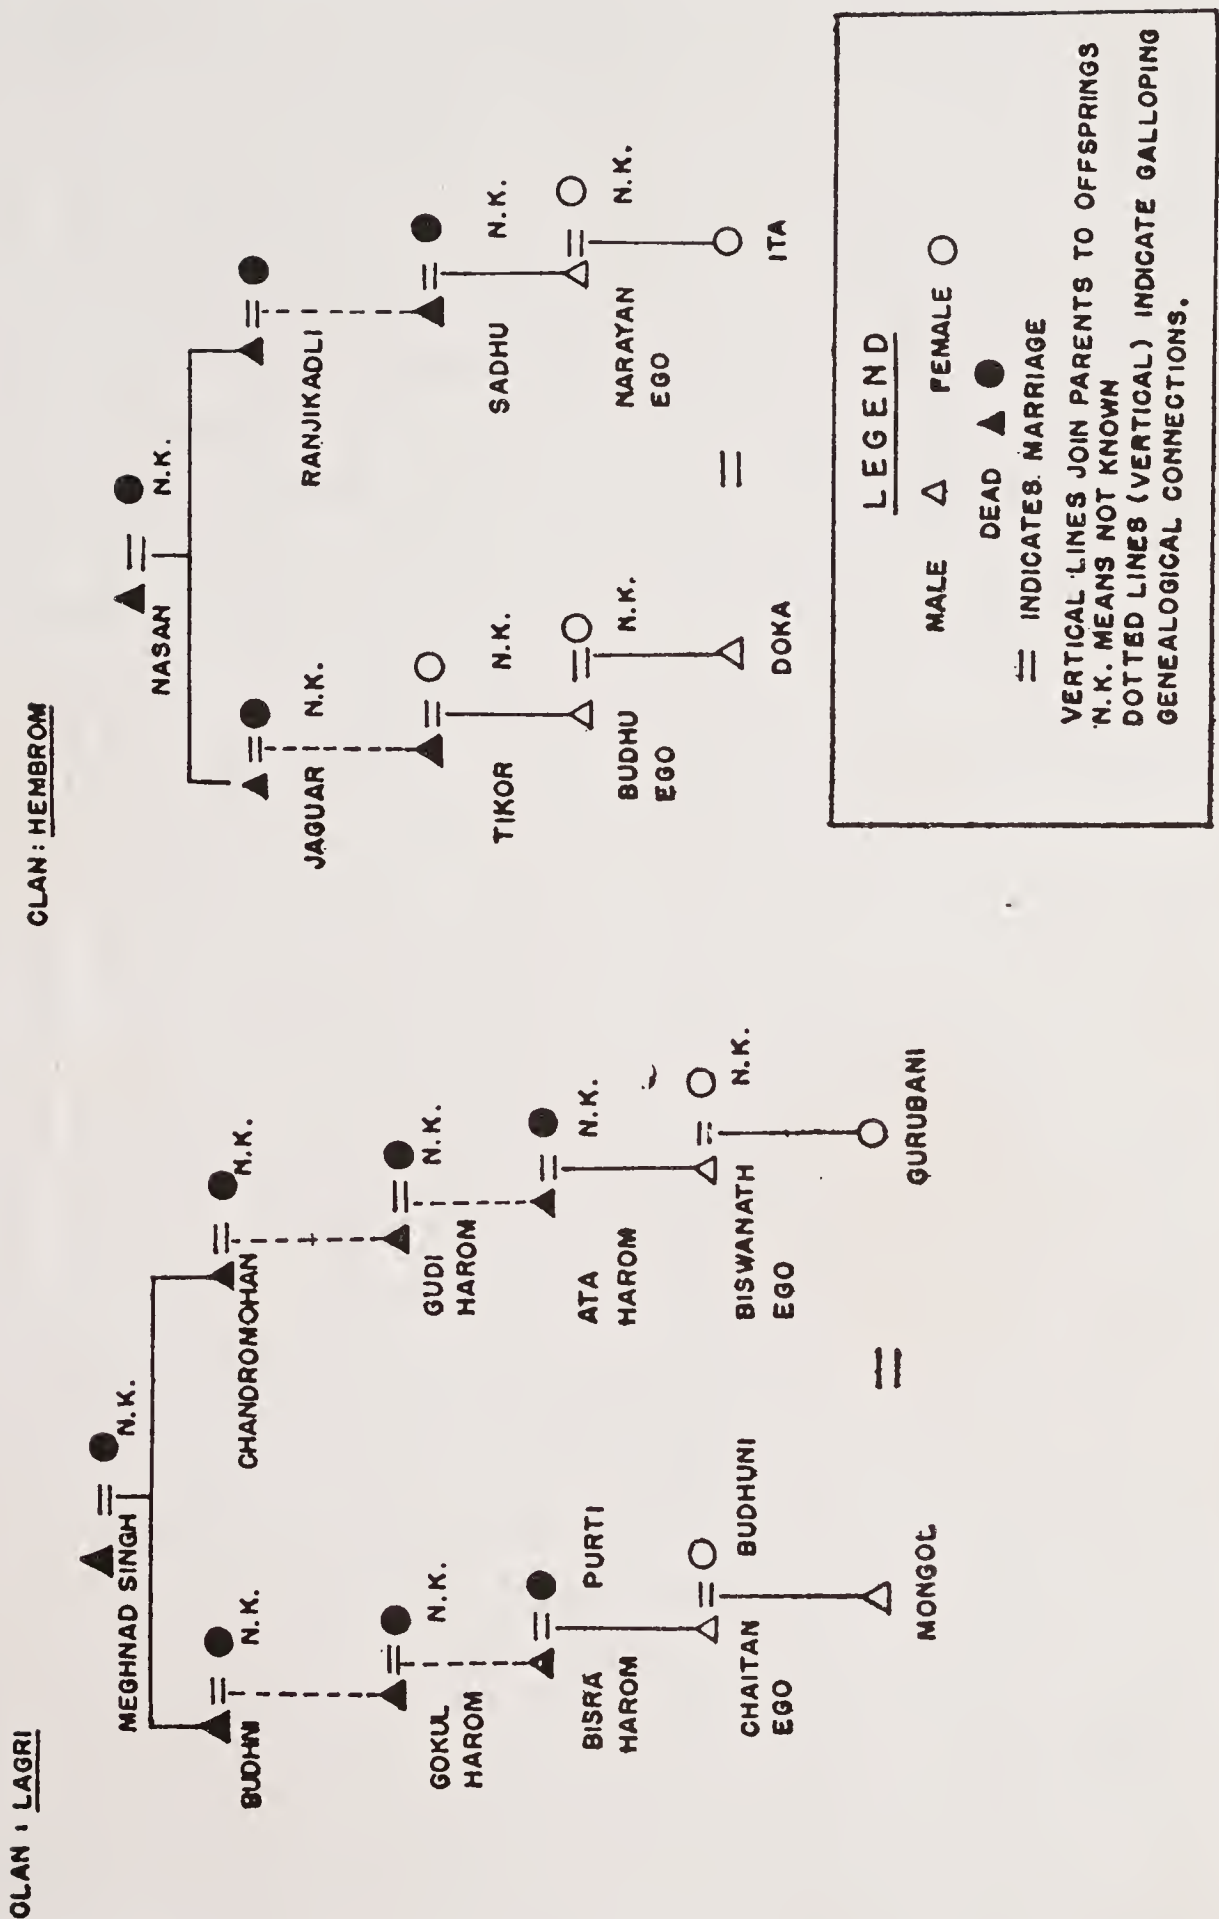 OLAN : LAGRI
MEGHNAD SINGH
N.K.
BUDHNI
N.K.
CHANDROMOHAN
N.K.
GOKUL
HAROM
N.K.
GUDI
HAROM
N.K.
BISRA
HAROM
PURTI
ATA
HAROM
N.K.
CHAITAN
EGO
BUDHUNI
BISWANATH
EGO
N.K.
MONGOL
GURUBANI
CLAN: HEMBROM
NASAN
N.K.
JAGUAR
N.K.
RANJIKADLI
TIKOR
N.K.
SADHU
N.K.
BUDHU
EGO
N.K.
NARAYAN
EGO
N.K.
DOKA
ITA
LEGEND
MALE FEMALE
DEAD
= INDICATES MARRIAGE
VERTICAL LINES JOIN PARENTS TO OFFSPRINGS
N.K. MEANS NOT KNOWN
DOTTED LINES (VERTICAL) INDICATE GALLOPING
GENEALOGICAL CONNECTIONS.